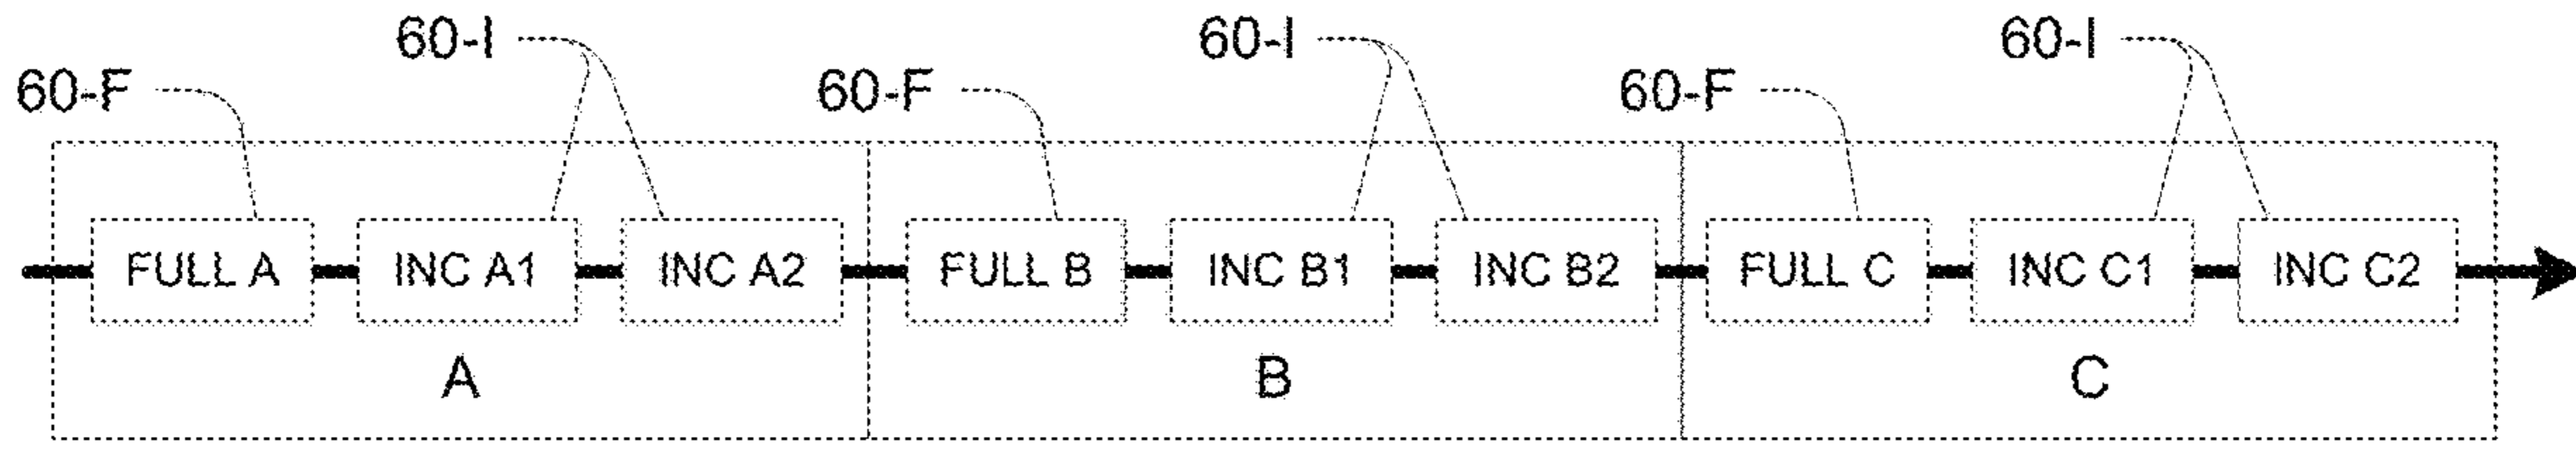 60-I 60-I 60-I
60-F 60-F 60-F
FULL A INC A1 INC A2 FULL B INC B1 INC B2 FULL C INC C1 INC C2
A B C